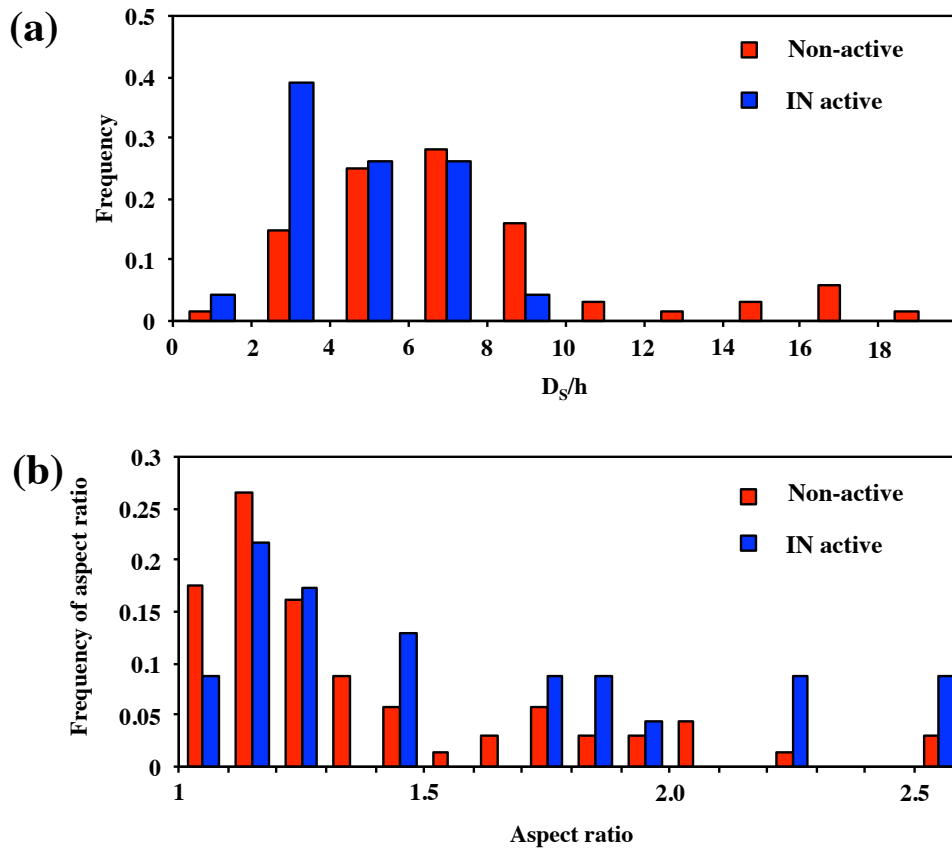 (a)
0.5
0.4
0.3
0.2
0.1
0
Frequency
Non-active
IN active
0 2 4 6 8 10 12 14 16 18
D_S/h
(b)
0.3
0.25
0.2
0.15
0.1
0.05
0
Frequency of aspect ratio
Non-active
IN active
1 1.5 2.0 2.5
Aspect ratio